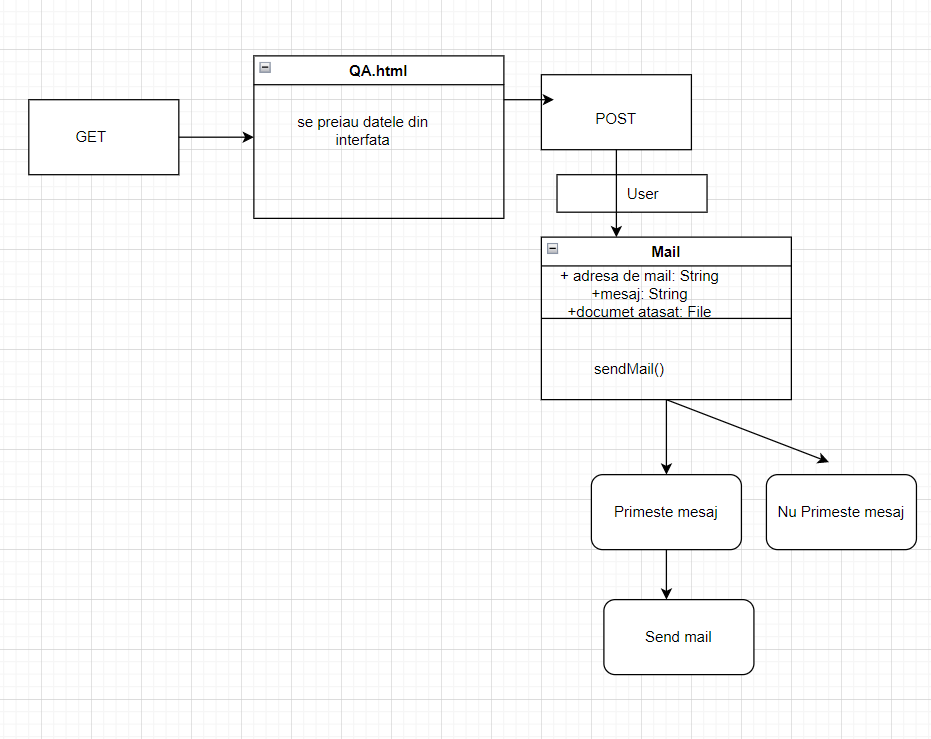 QA.html
se preiau datele din
interfata
GET
POST
User
Mail
+ adresa de mail: String
+mesaj: String
+documet atasat: File
sendMail()
Primeste mesaj
Nu Primeste mesaj
Send mail